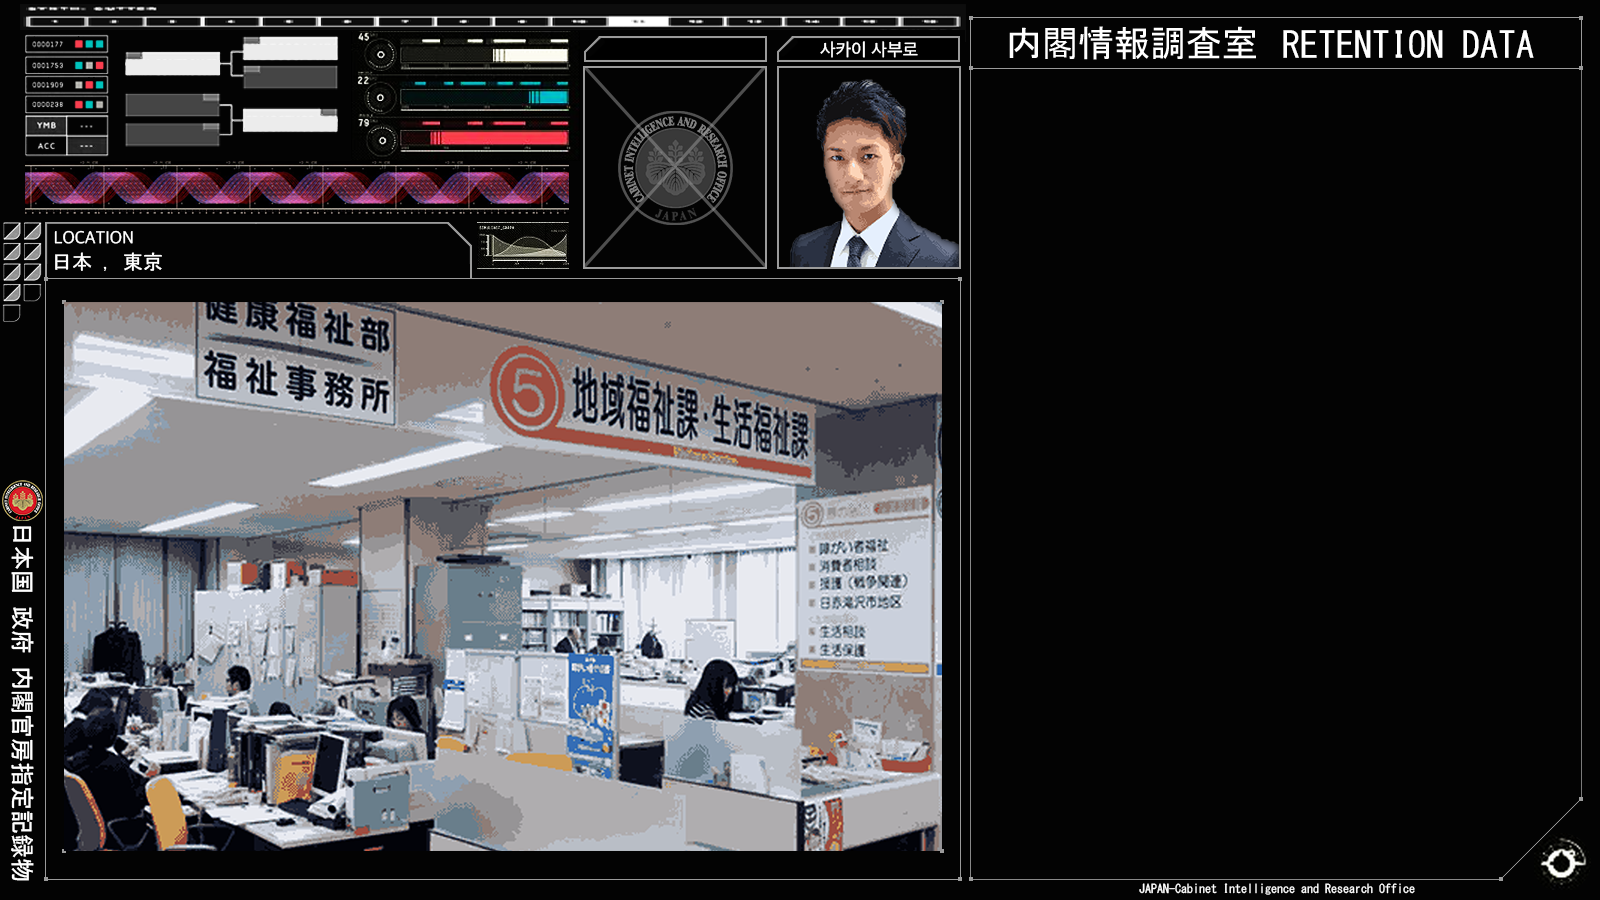 0000177
0001753
0001909
0000238
YMB ---
ACC ---
45
22
79
사카이 사부로
CABINET INTELLIGENCE AND RESEARCH OFFICE
JAPAN
内閣情報調査室 RETENTION DATA
LOCATION
日本 , 東京
健康福祉部
福祉事務所
⑤ 地域福祉課・生活福祉課
⑤
障がい者福祉
消費者相談
援護（戦争関連）
日赤滝沢市地区
生活相談
生活保護
日本国 政府 内閣官房指定記録物
JAPAN-Cabinet Intelligence and Research Office